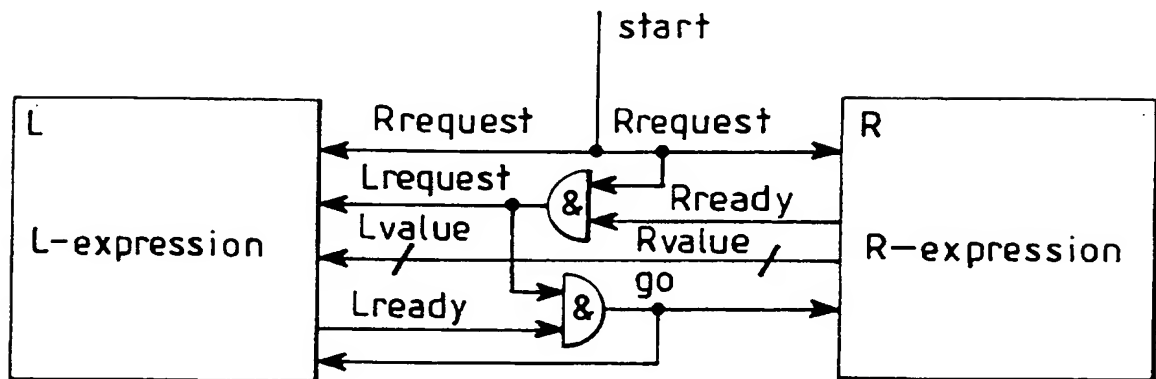 start
L
Rrequest
Rrequest
R
Lrequest
&
Rready
L-expression
Lvalue
Rvalue
R-expression
go
Lready
&